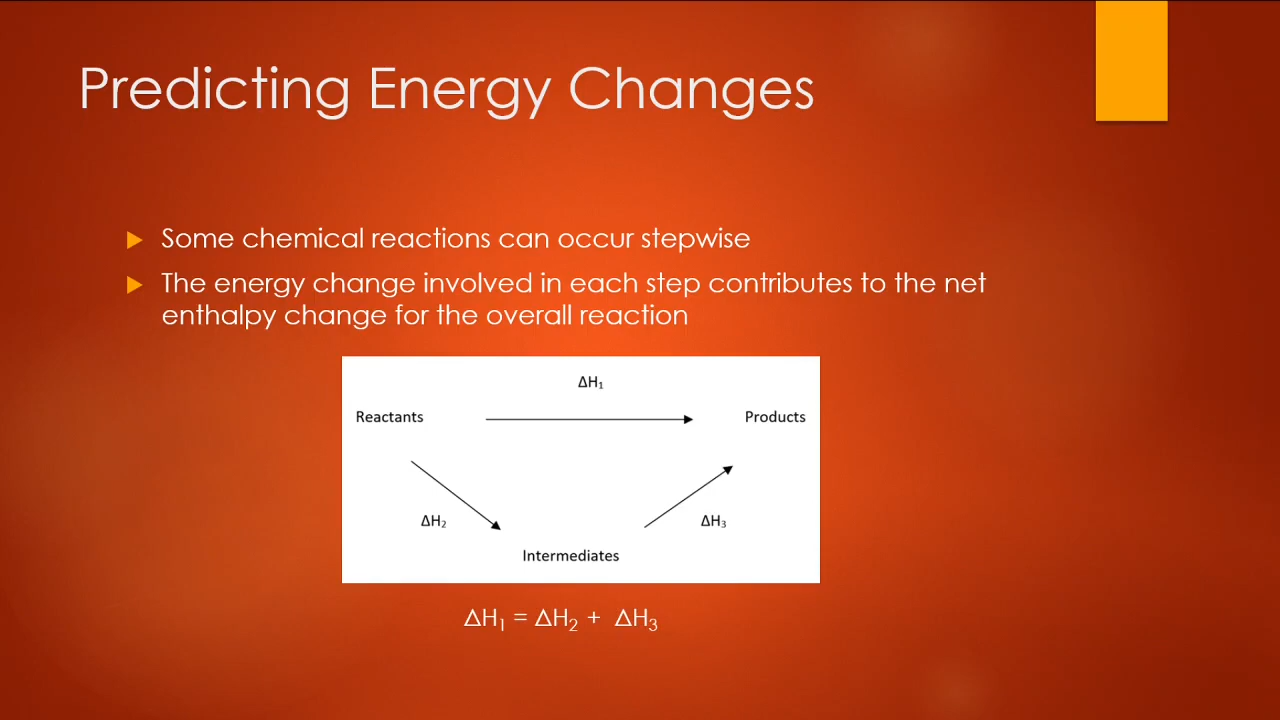 Predicting Energy Changes
Some chemical reactions can occur stepwise
The energy change involved in each step contributes to the net
enthalpy change for the overall reaction
ΔH₁
Reactants
Products
ΔH₂
ΔH₃
Intermediates
ΔH₁ = ΔH₂ + ΔH₃